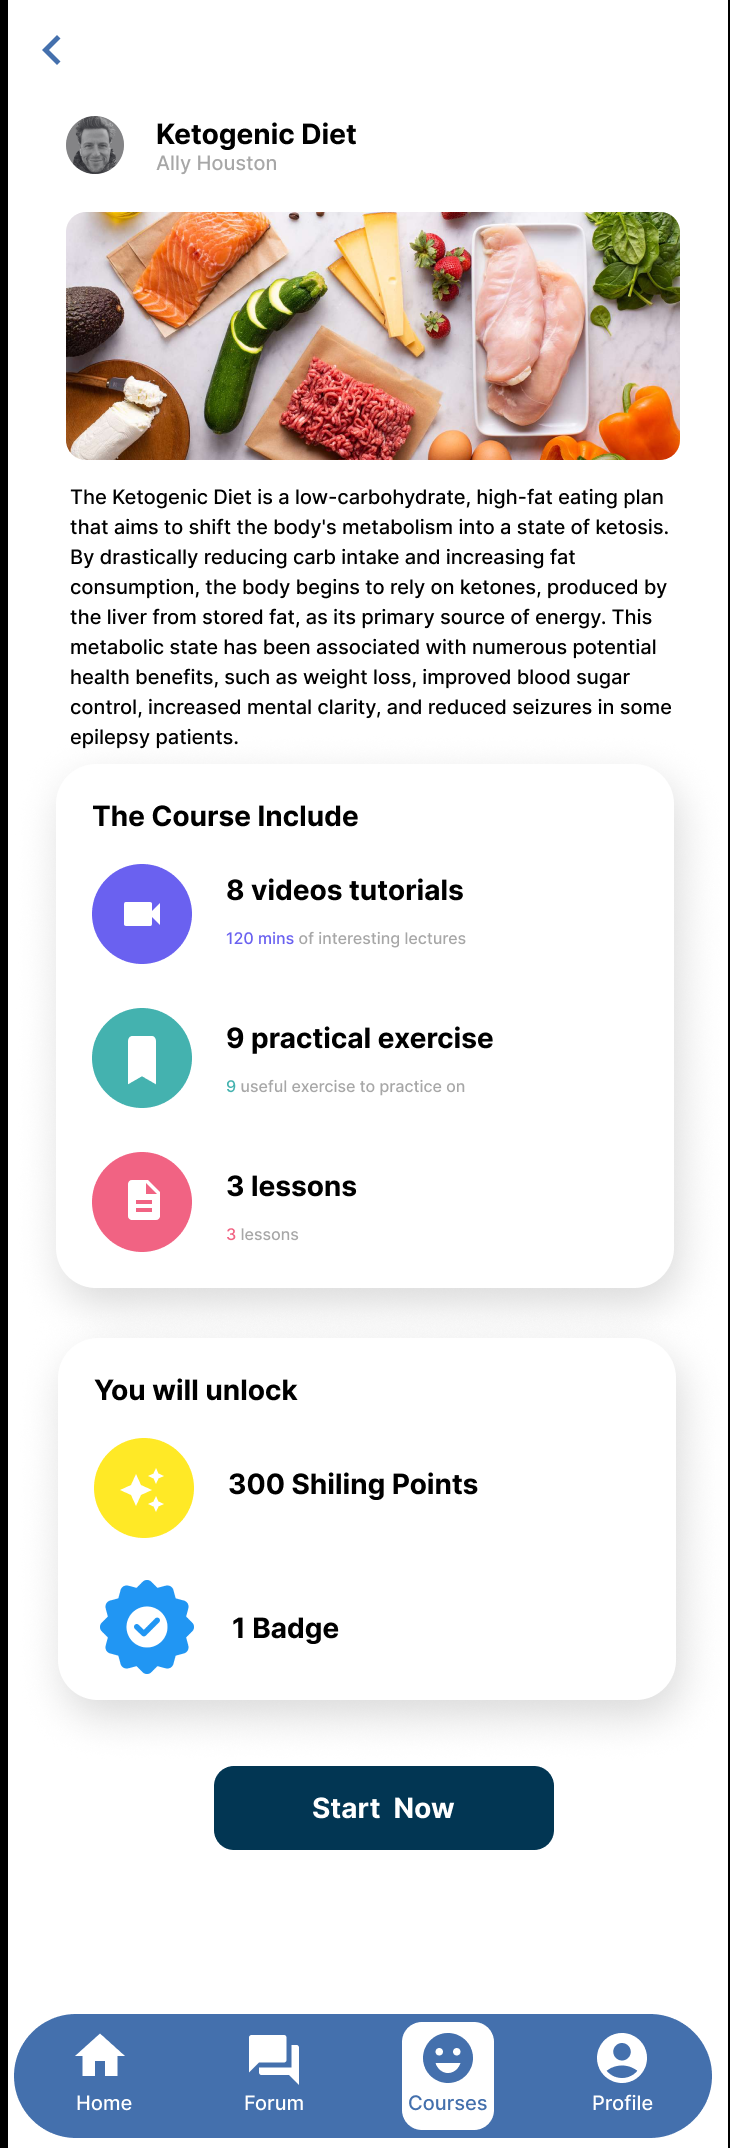 Ketogenic Diet
Ally Houston
The Ketogenic Diet is a low-carbohydrate, high-fat eating plan
that aims to shift the body's metabolism into a state of ketosis.
By drastically reducing carb intake and increasing fat
consumption, the body begins to rely on ketones, produced by
the liver from stored fat, as its primary source of energy. This
metabolic state has been associated with numerous potential
health benefits, such as weight loss, improved blood sugar
control, increased mental clarity, and reduced seizures in some
epilepsy patients.
The Course Include
8 videos tutorials
120 mins of interesting lectures
9 practical exercise
9 useful exercise to practice on
3 lessons
3 lessons
You will unlock
300 Shiling Points
1 Badge
Start Now
Home Forum Courses Profile